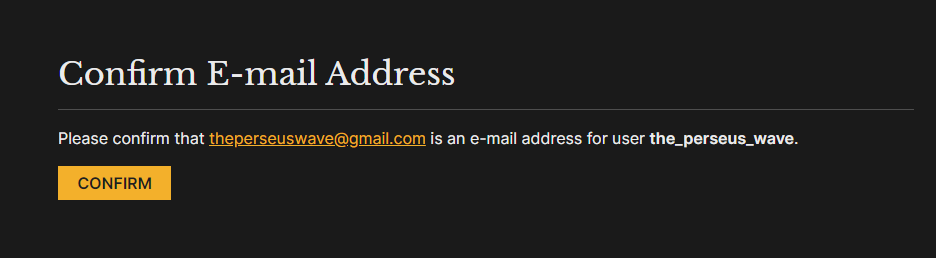 Confirm E-mail Address
Please confirm that theperseuswave@gmail.com is an e-mail address for user the_perseus_wave.
CONFIRM